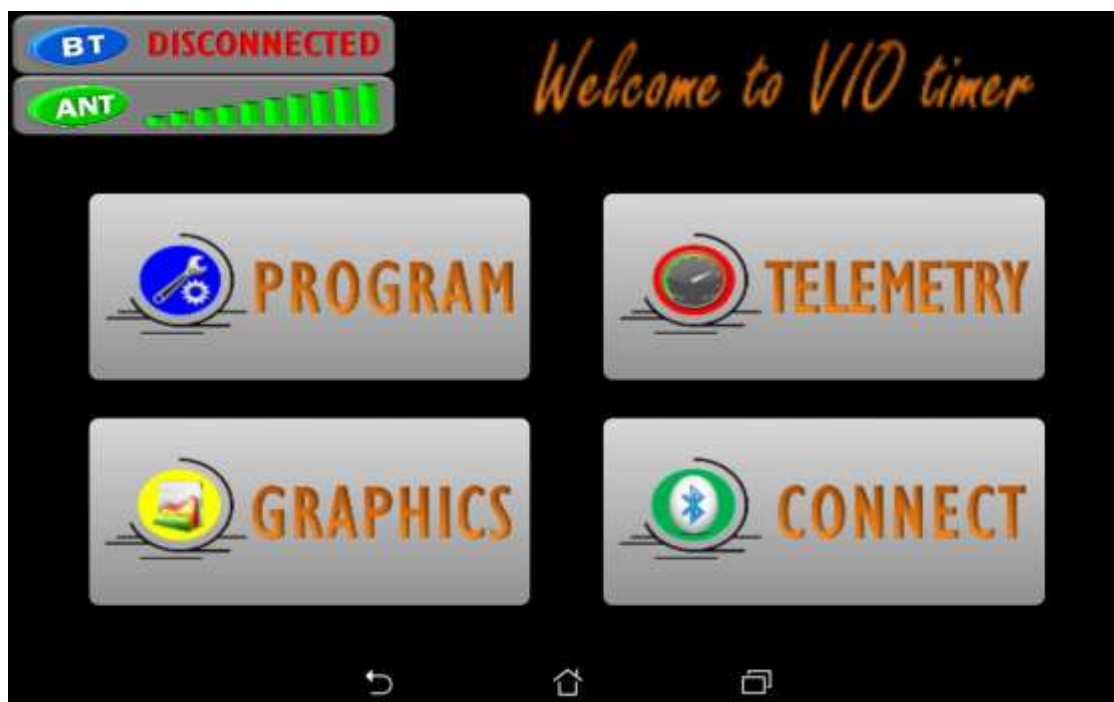 BT DISCONNECTED
ANT
Welcome to VIO timer
PROGRAM
TELEMETRY
GRAPHICS
CONNECT